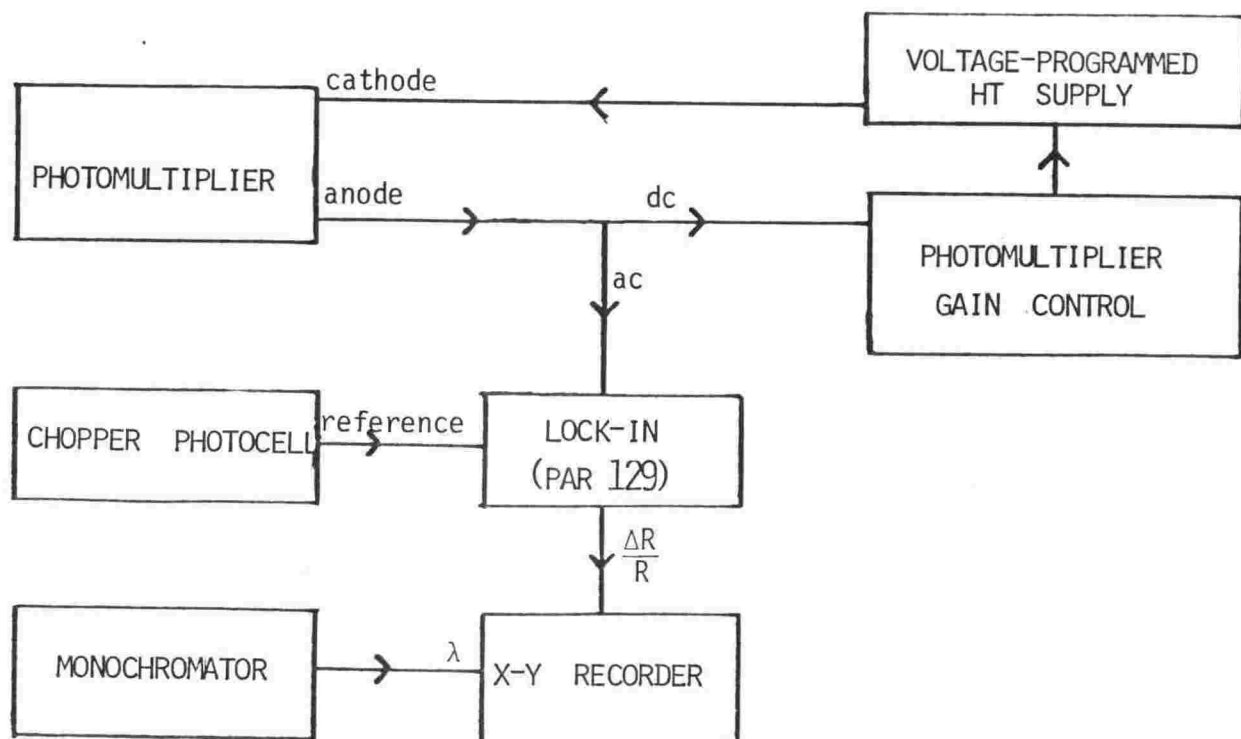 VOLTAGE-PROGRAMMED
HT SUPPLY
cathode
PHOTOMULTIPLIER
anode
dc
PHOTOMULTIPLIER
GAIN CONTROL
ac
CHOPPER PHOTOCELL
reference
LOCK-IN
(PAR 129)
ΔR
R
MONOCHROMATOR
λ
X-Y RECORDER